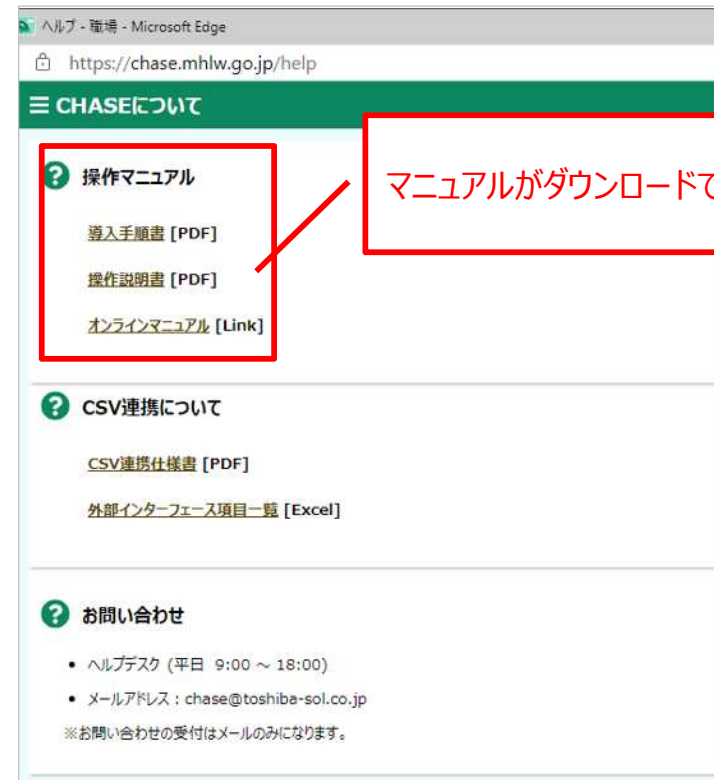 ヘルプ - 職場 - Microsoft Edge
https://chase.mhlw.go.jp/help
☰ CHASEについて
操作マニュアル
マニュアルがダウンロードで
導入手順書 [PDF]
操作説明書 [PDF]
オンラインマニュアル [Link]
CSV連携について
CSV連携仕様書 [PDF]
外部インターフェース項目一覧 [Excel]
お問い合わせ
• ヘルプデスク (平日 9:00 ～ 18:00)
• メールアドレス : chase@toshiba-sol.co.jp
※お問い合わせの受付はメールのみになります。